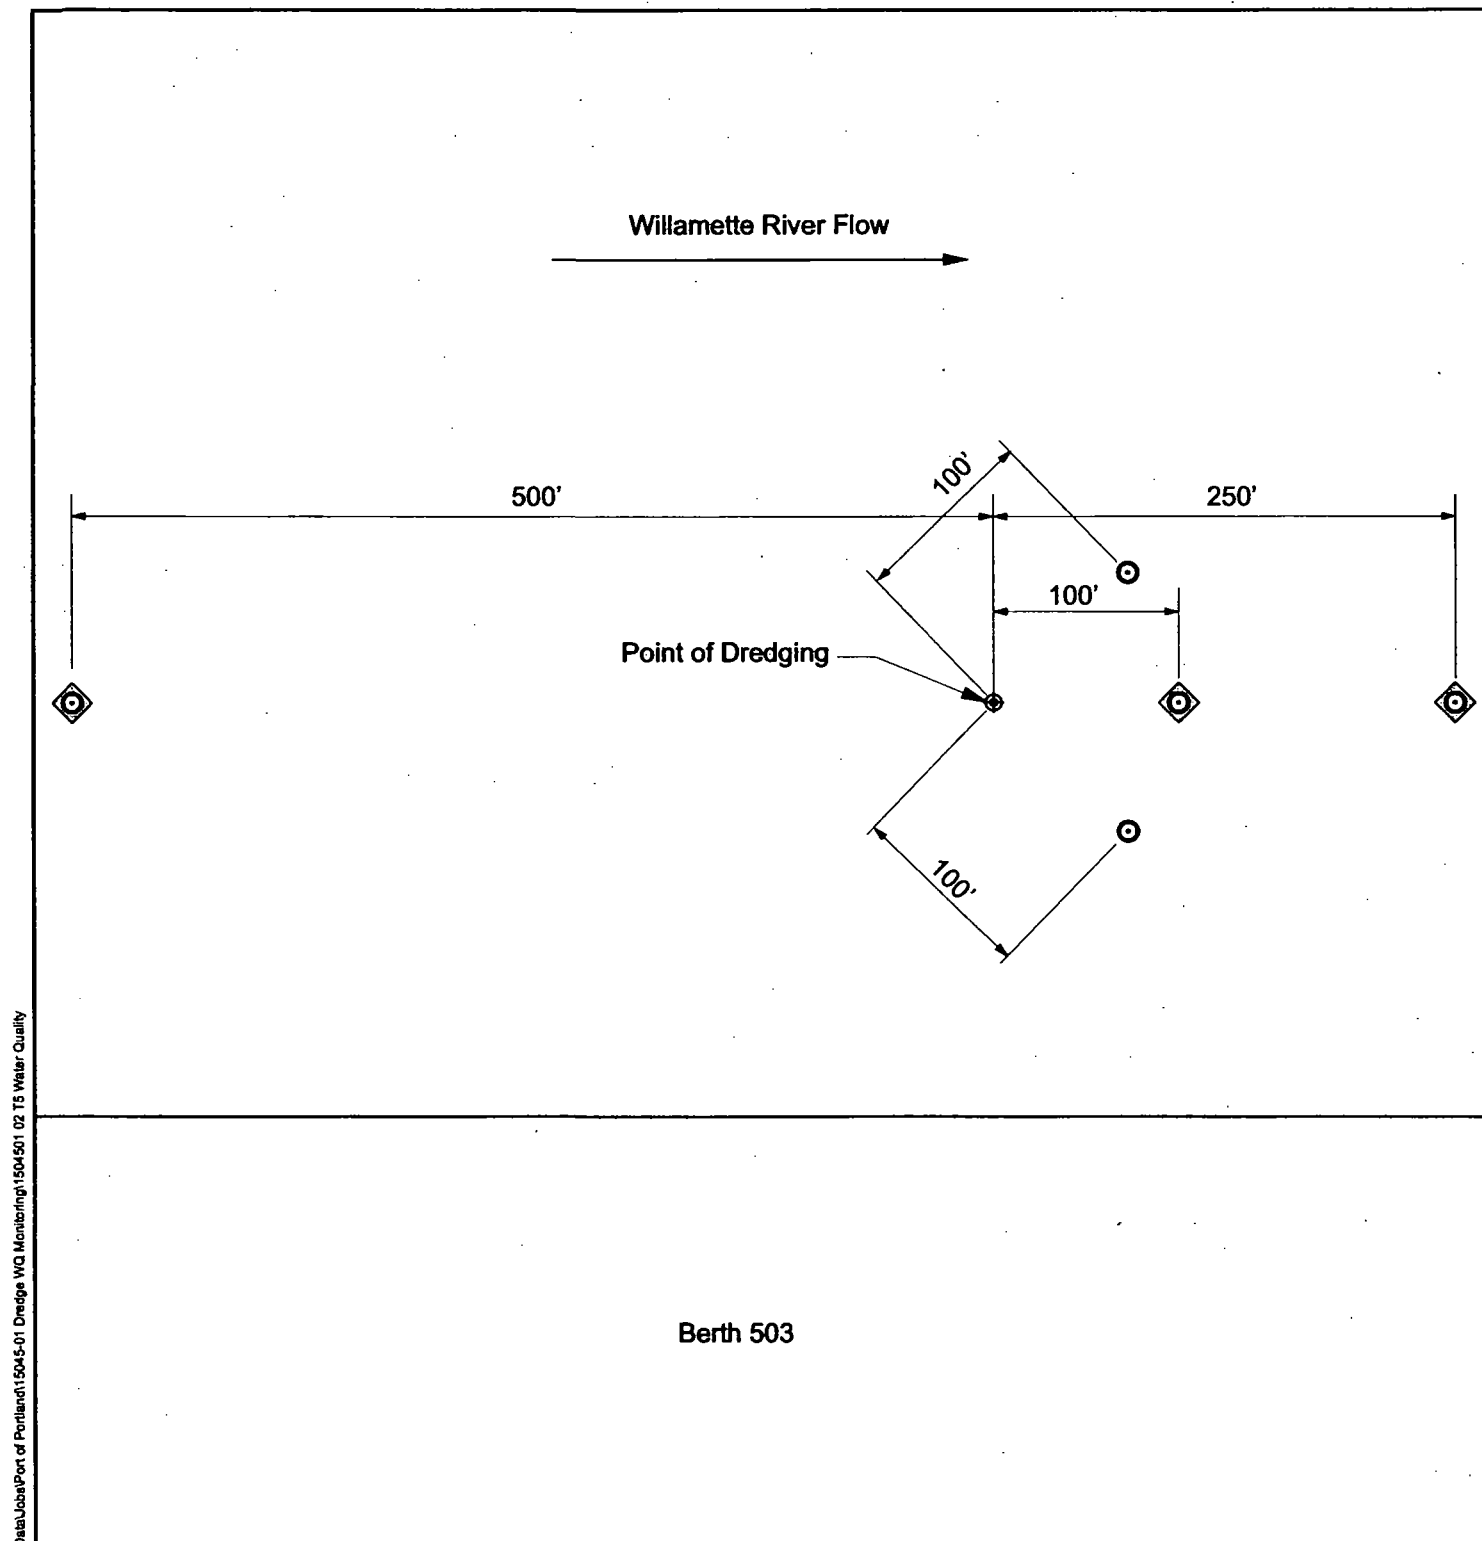 Willamette River Flow
100'
500'
250'
100'
Point of Dredging
100'
Berth 503
Jobs\Port of Portland\15045-01 Dredge WQ Monitoring\1504501 02 T5 Water Quality